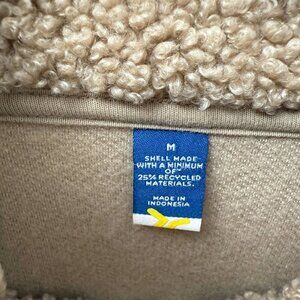 M
SHELL MADE
WITH A MINIMUM
OF
25% RECYCLED
MATERIALS.
MADE IN
INDONESIA